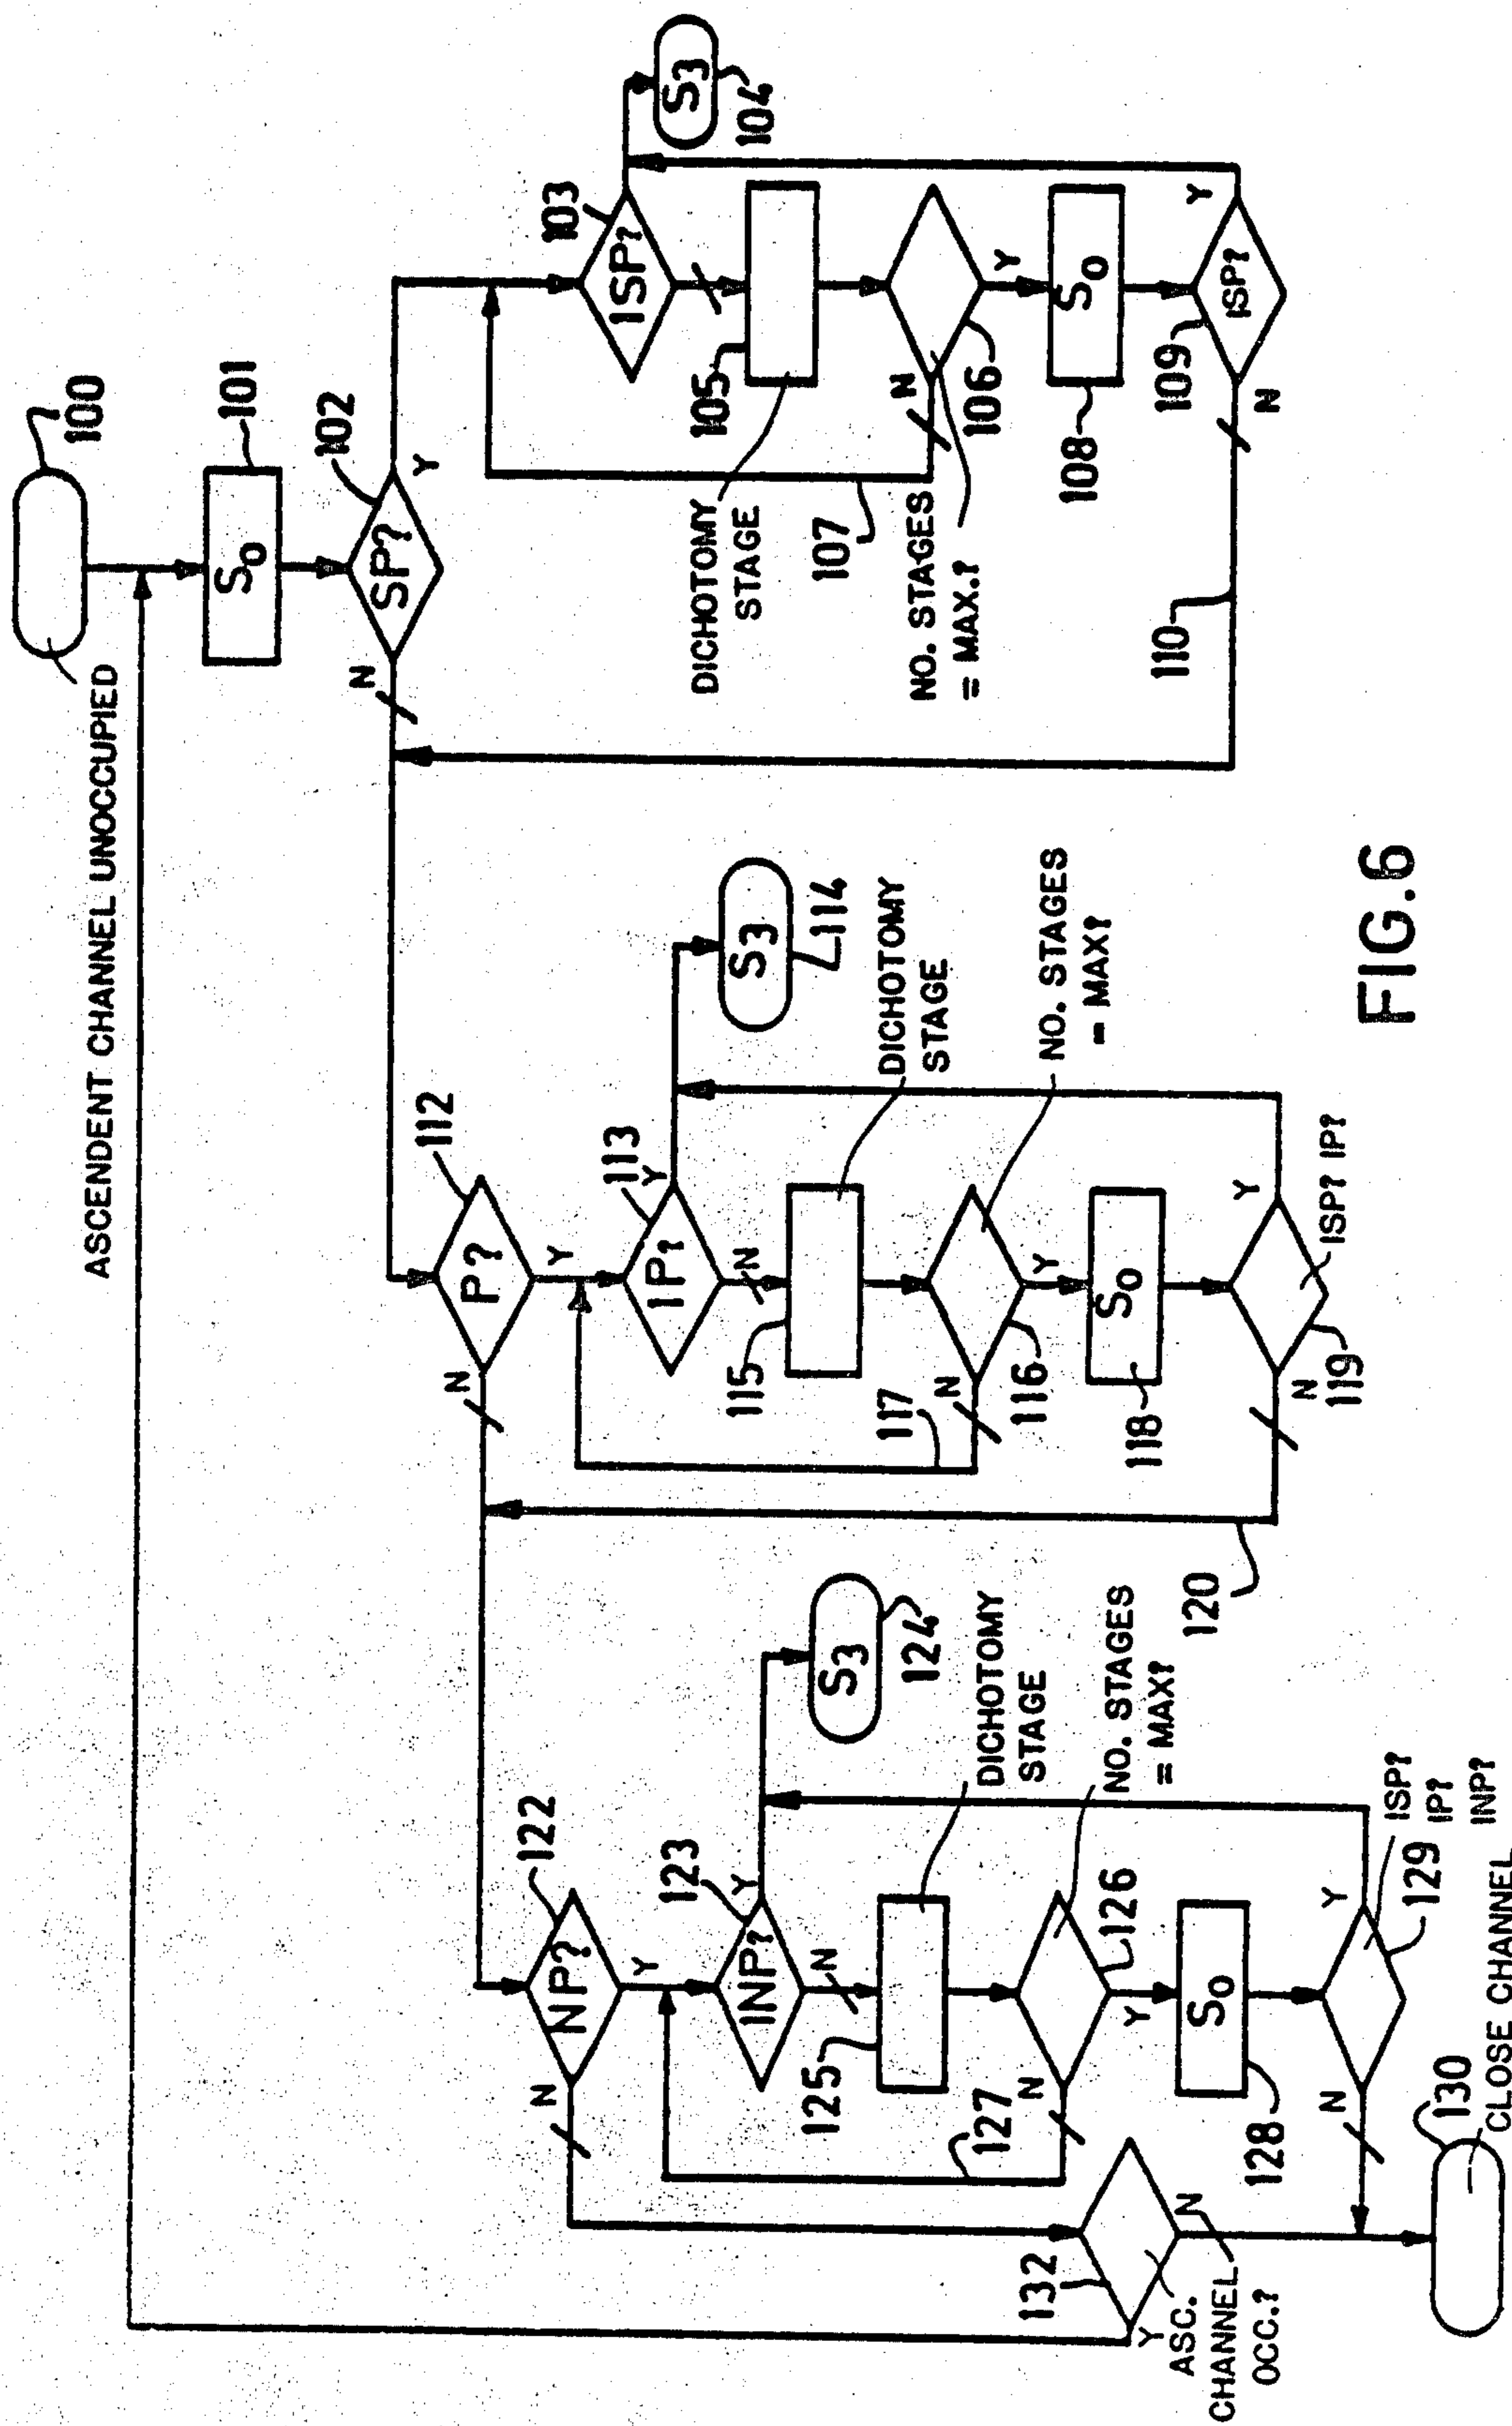 ASCENDENT CHANNEL UNOCCUPIED
100
S0
101
SP?
102
N
Y
ISP?
103
S3
104
105
DICHOTOMY
STAGE
N
Y
106
NO. STAGES
= MAX.?
107
S0
108
ISP?
109
N
Y
110
P?
112
N
Y
IP?
113
Y
N
S3
114
115
DICHOTOMY
STAGE
N
Y
116
NO. STAGES
= MAX?
117
S0
118
N
Y
119
ISP? IP?
120
NP?
122
N
Y
INP?
123
Y
N
S3
124
125
DICHOTOMY
STAGE
N
Y
126
NO. STAGES
= MAX?
127
S0
128
N
Y
129
ISP?
IP?
INP?
132
Y
N
ASC.
CHANNEL
OCC.?
130
CLOSE CHANNEL
FIG.6